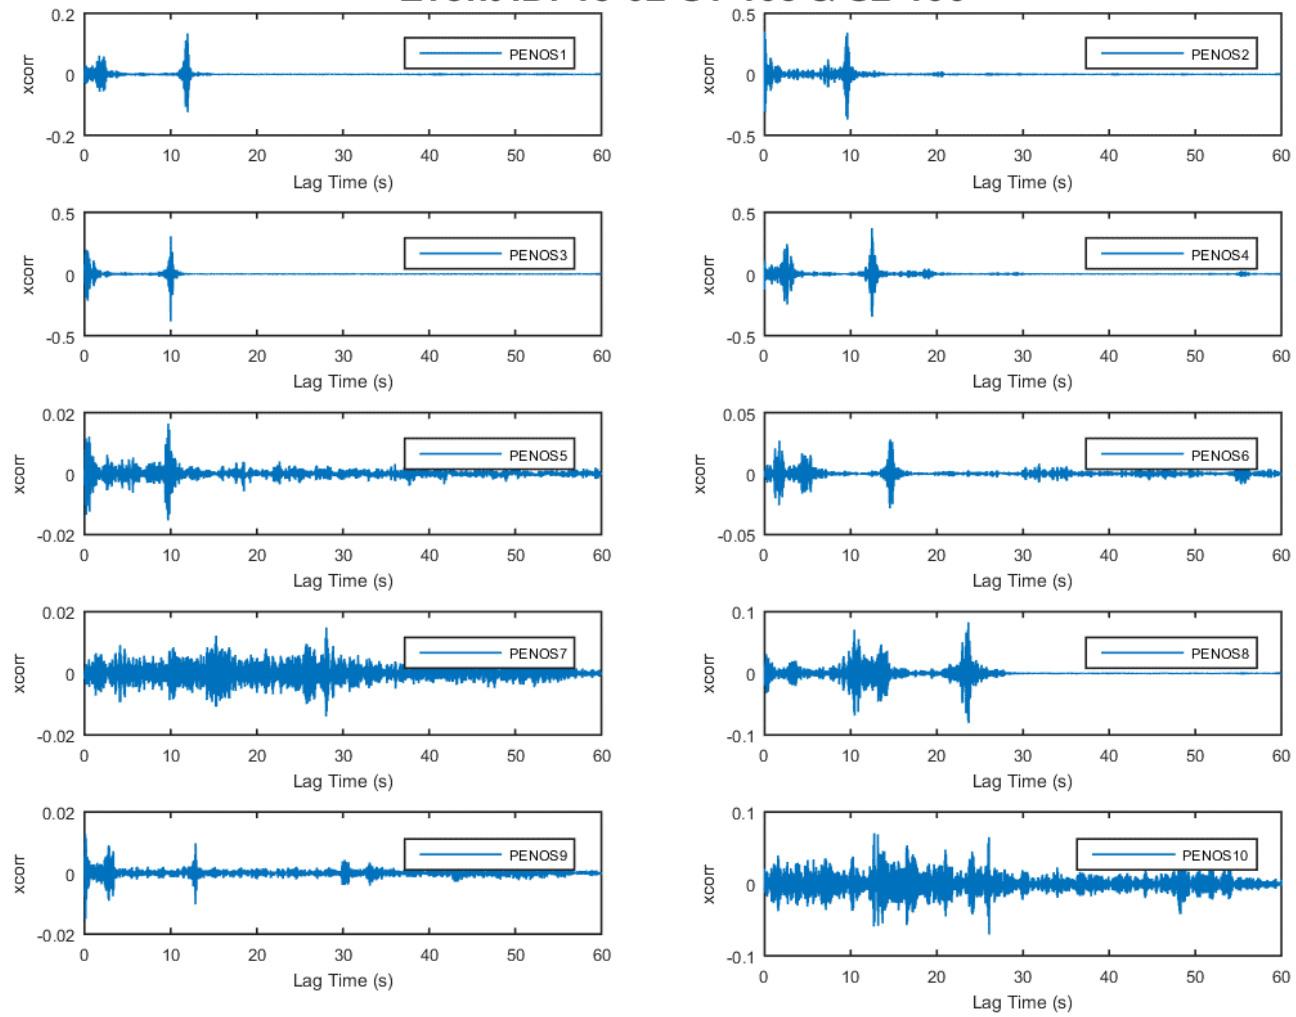 0.2
PENOS1
xcorr
0
-0.2
0 10 20 30 40 50 60
Lag Time (s)
0.5
PENOS2
xcorr
0
-0.5
0 10 20 30 40 50 60
Lag Time (s)
0.5
PENOS3
xcorr
0
-0.5
0 10 20 30 40 50 60
Lag Time (s)
0.5
PENOS4
xcorr
0
-0.5
0 10 20 30 40 50 60
Lag Time (s)
0.02
PENOS5
xcorr
0
-0.02
0 10 20 30 40 50 60
Lag Time (s)
0.05
PENOS6
xcorr
0
-0.05
0 10 20 30 40 50 60
Lag Time (s)
0.02
PENOS7
xcorr
0
-0.02
0 10 20 30 40 50 60
Lag Time (s)
0.1
PENOS8
xcorr
0
-0.1
0 10 20 30 40 50 60
Lag Time (s)
0.02
PENOS9
xcorr
0
-0.02
0 10 20 30 40 50 60
Lag Time (s)
0.1
PENOS10
xcorr
0
-0.1
0 10 20 30 40 50 60
Lag Time (s)